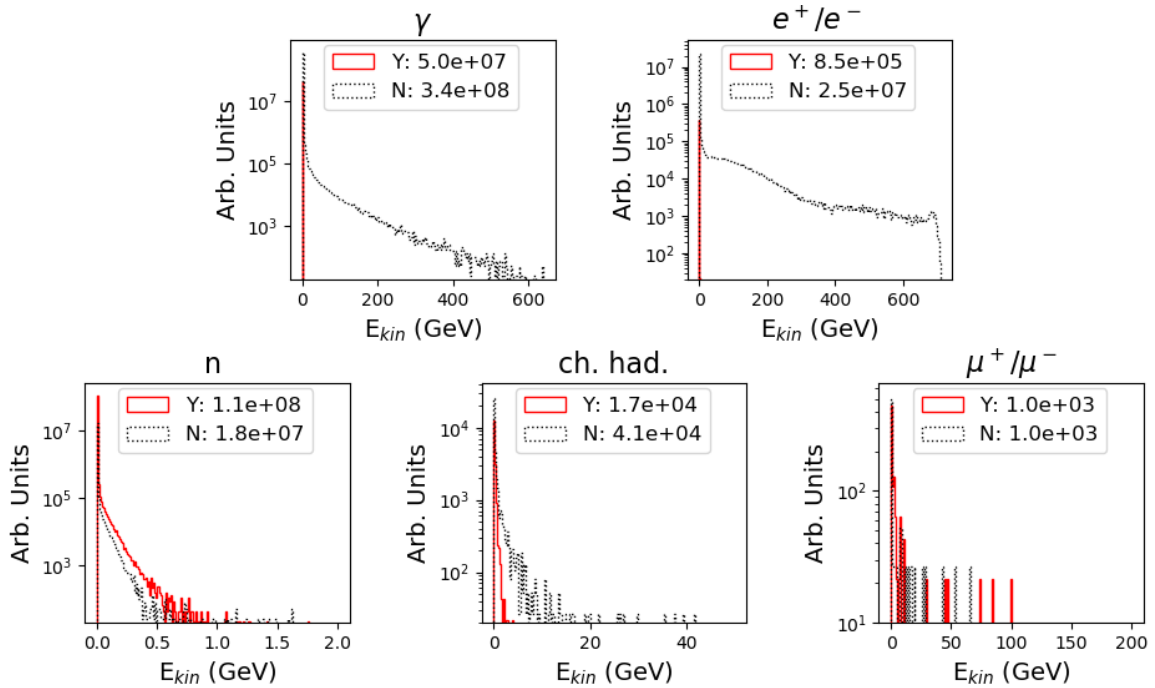 γ
Y: 5.0e+07
N: 3.4e+08
Arb. Units
10^7
10^5
10^3
0 200 400 600
E_kin (GeV)
e^+/e^-
Y: 8.5e+05
N: 2.5e+07
Arb. Units
10^7
10^6
10^5
10^4
10^3
10^2
0 200 400 600
E_kin (GeV)
n
Y: 1.1e+08
N: 1.8e+07
Arb. Units
10^7
10^5
10^3
0.0 0.5 1.0 1.5 2.0
E_kin (GeV)
ch. had.
Y: 1.7e+04
N: 4.1e+04
Arb. Units
10^4
10^3
10^2
0 20 40
E_kin (GeV)
μ^+/μ^-
Y: 1.0e+03
N: 1.0e+03
Arb. Units
10^2
10^1
0 50 100 150 200
E_kin (GeV)